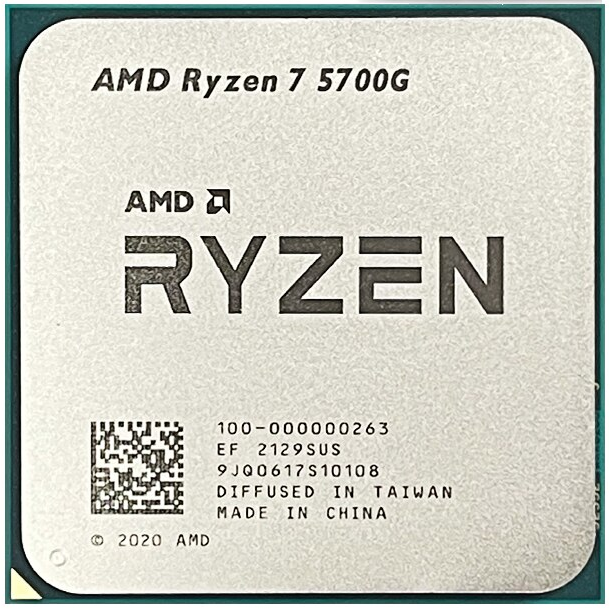 AMD Ryzen 7 5700G
AMD
RYZEN
100-000000263
EF 2129SUS
9JQ0617S10108
DIFFUSED IN TAIWAN
MADE IN CHINA
© 2020 AMD